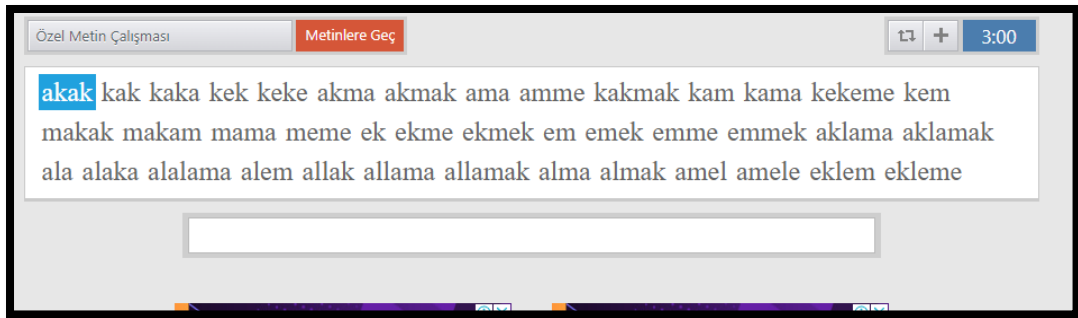 Özel Metin Çalışması Metinlere Geç 3:00
akak kak kaka kek keke akma akmak ama amme kakmak kam kama kekeme kem
makak makam mama meme ek ekme ekmek em emek emme emmek aklama aklamak
ala alaka alalama alem allak allama allamak alma almak amel amele eklem ekleme